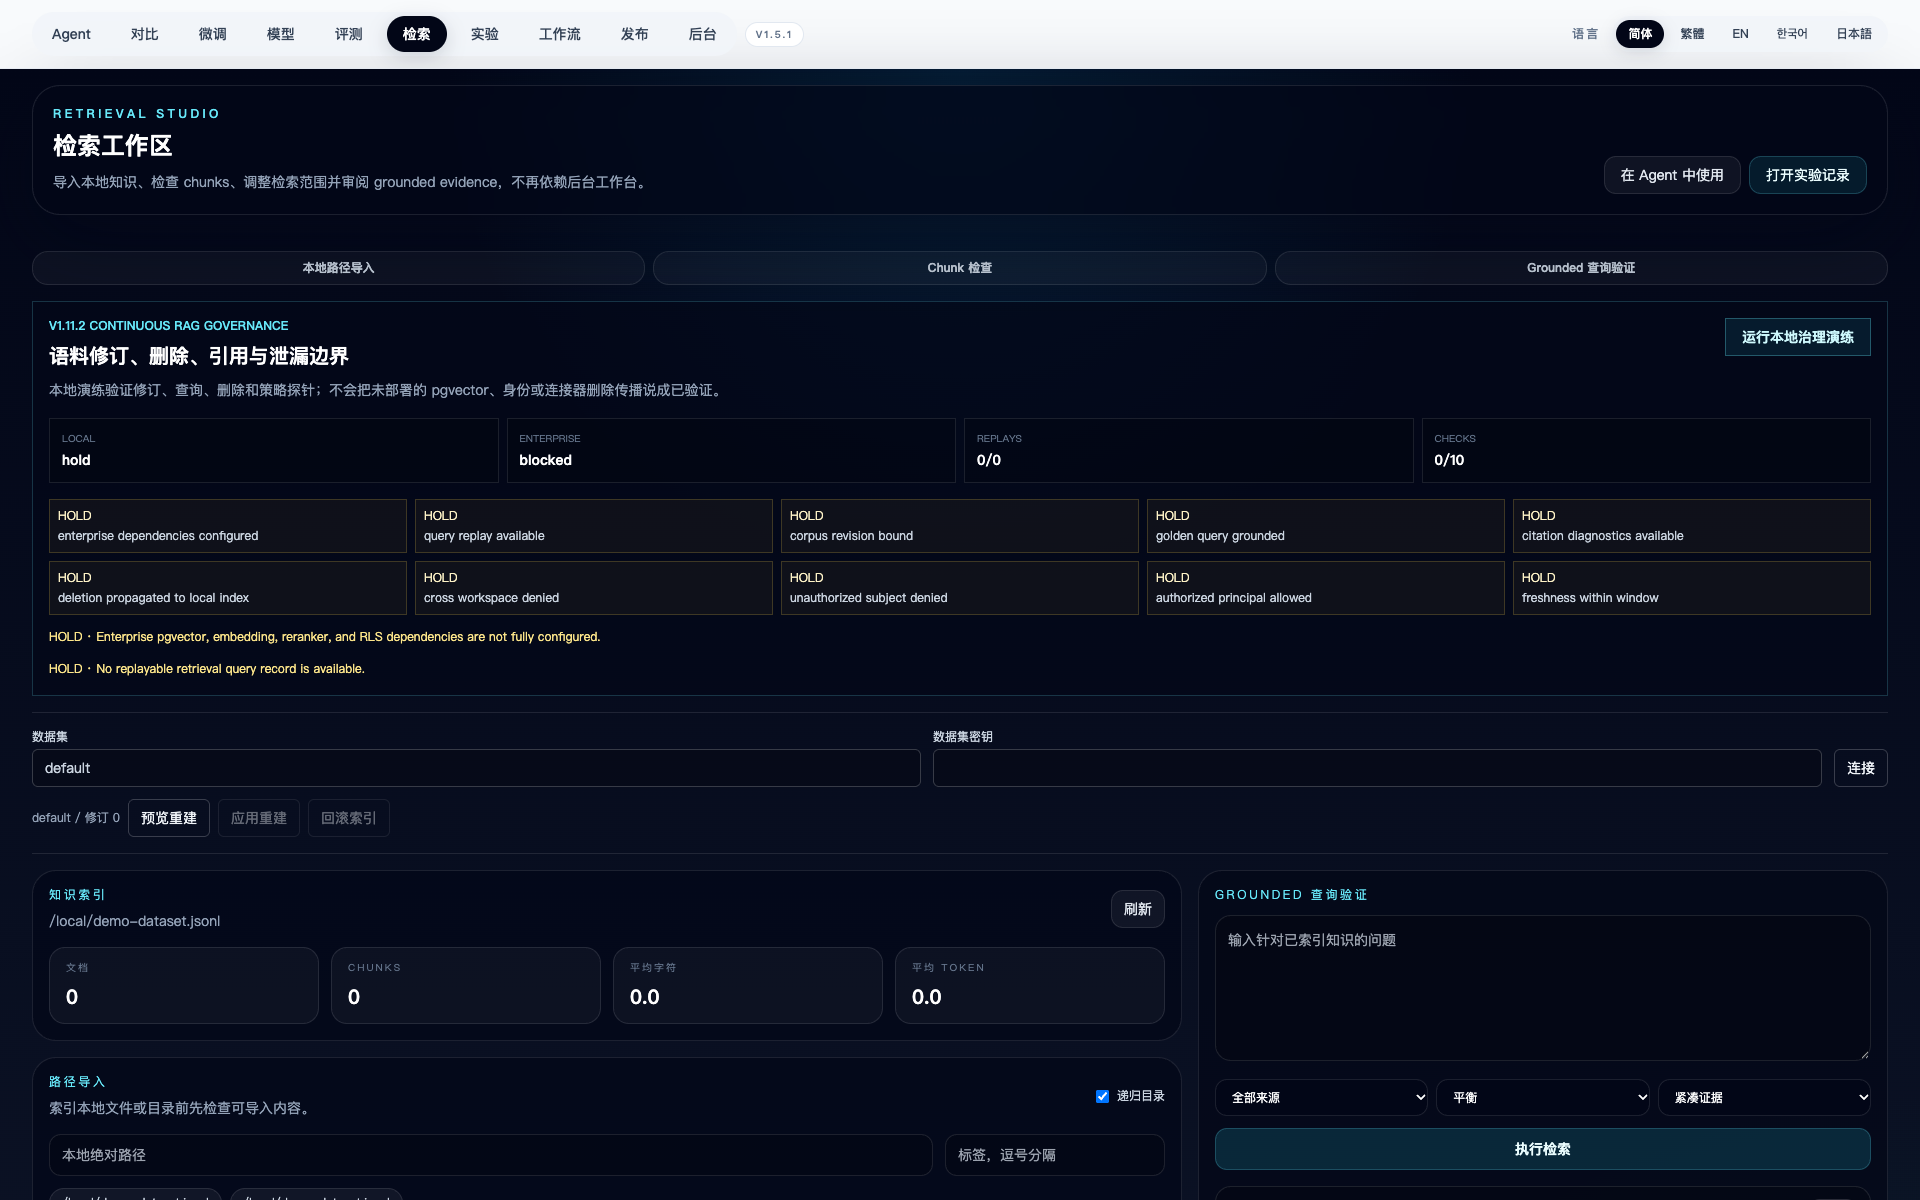 Agent 对比 微调 模型 评测 检索 实验 工作流 发布 后台 V1.5.1 语言 简体 繁體 EN 한국어 日本語
RETRIEVAL STUDIO
检索工作区
导入本地知识、检查 chunks、调整检索范围并审阅 grounded evidence，不再依赖后台工作台。
在 Agent 中使用 打开实验记录
本地路径导入 Chunk 检查 Grounded 查询验证
V1.11.2 CONTINUOUS RAG GOVERNANCE
语料修订、删除、引用与泄漏边界
运行本地治理演练
本地演练验证修订、查询、删除和策略探针；不会把未部署的 pgvector、身份或连接器删除传播说成已验证。
LOCAL ENTERPRISE REPLAYS CHECKS
hold blocked 0/0 0/10
HOLD HOLD HOLD HOLD HOLD
enterprise dependencies configured query replay available corpus revision bound golden query grounded citation diagnostics available
HOLD HOLD HOLD HOLD HOLD
deletion propagated to local index cross workspace denied unauthorized subject denied authorized principal allowed freshness within window
HOLD · Enterprise pgvector, embedding, reranker, and RLS dependencies are not fully configured.
HOLD · No replayable retrieval query record is available.
数据集 数据集密钥
default 连接
default / 修订 0 预览重建 应用重建 回滚索引
知识索引
/local/demo-dataset.jsonl
刷新
文档 CHUNKS 平均字符 平均 TOKEN
0 0 0.0 0.0
路径导入
索引本地文件或目录前先检查可导入内容。
递归目录
本地绝对路径 标签，逗号分隔
GROUNDED 查询验证
输入针对已索引知识的问题
全部来源 平衡 紧凑证据
执行检索